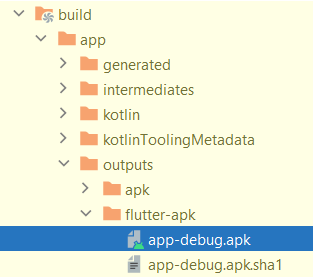 build
app
generated
intermediates
kotlin
kotlinToolingMetadata
outputs
apk
flutter-apk
app-debug.apk
app-debug.apk.sha1